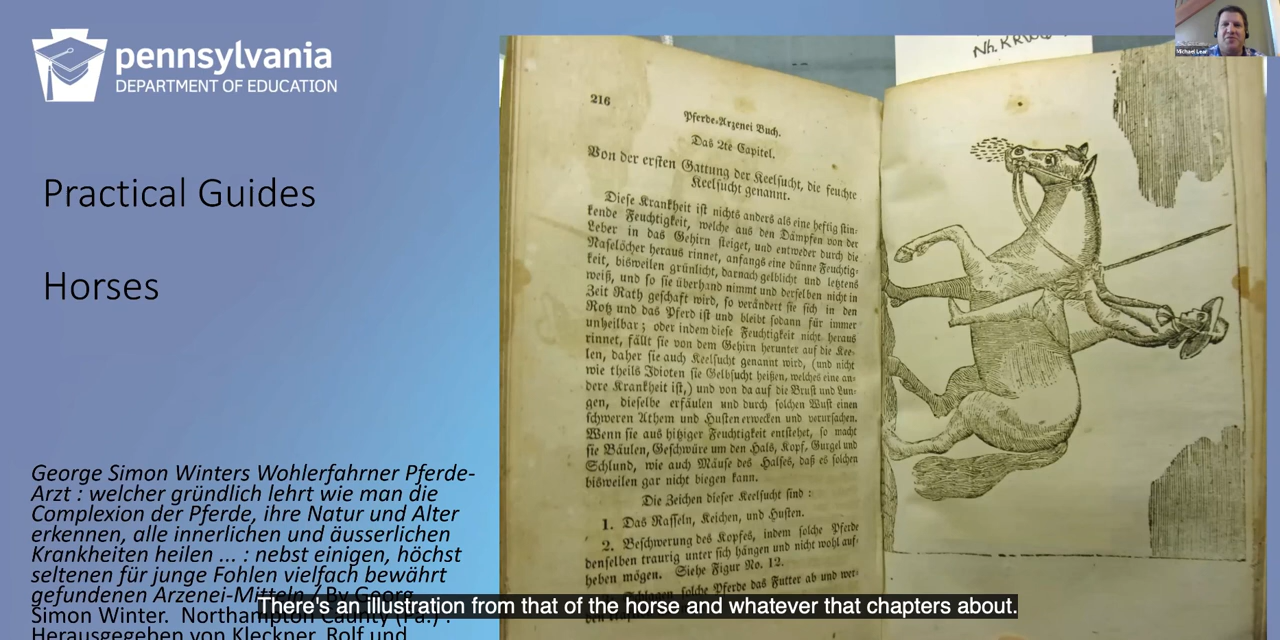 pennsylvania
DEPARTMENT OF EDUCATION
Practical Guides
Horses
George Simon Winters Wohlerfahrner Pferde-
Arzt : welcher gründlich lehrt wie man die
Complexion der Pferde, ihre Natur und Alter
erkennen, alle innerlichen und äusserlichen
Krankheiten heilen ... : nebst einigen, höchst
seltenen für junge Fohlen vielfach bewährt
gefundenen Arzenei-Mitteln / By Georg
Simon Winter. Northampton County (Pa.) :
Herausgegeben von Kleckner, Rolf und
216
Pferde-Arzenei Buch.
Das 2te Capitel.
Von der ersten Gattung der Keelsucht, die feuchte
Keelsucht genannt.
Diese Krankheit ist nichts anders als eine heftig stin-
kende Feuchtigkeit, welche aus den Dämpfen von der
Leber in das Gehirn steiget, und entweder durch die
Naselöcher heraus rinnet, anfangs eine dünne Feuchtig-
keit, bisweilen grünlicht, darnach gelblicht und letztens
weiß, und so sie überhand nimmt und derselben nicht in
Zeit Rath geschaft wird, so verändert sie sich in den
Rotz und das Pferd ist und bleibt sodann für immer
unheilbar; oder indem diese Feuchtigkeit nicht heraus
rinnet, fällt sie von dem Gehirn herunter auf die Kee-
len, daher sie auch Keelsucht genannt wird, (und nicht
wie theils Idioten sie Gelbsucht heißen, welches eine an-
dere Krankheit ist,) und von da auf die Brust und Lun-
gen, dieselbe erfäulen und durch solchen Wust einen
schweren Athem und Husten erwecken und verursachen.
Wenn sie aus hitziger Feuchtigkeit entstehet, so macht
sie Bäulen, Geschwüre um den Hals, Kopf, Gurgel und
Schlund, wie auch Mäuse des Halses, daß es solchen
bisweilen gar nicht biegen kann.
Die Zeichen dieser Keelsucht sind :
1. Das Rasseln, Keichen, und Husten.
2. Beschwerung des Kopfes, indem solche Pferde
denselben traurig unter sich hängen und nicht wohl auf-
heben mögen. Siehe Figur No. 12.
solche Pferde das Futter ab und wer-
Michael Lear
There's an illustration from that of the horse and whatever that chapters about.